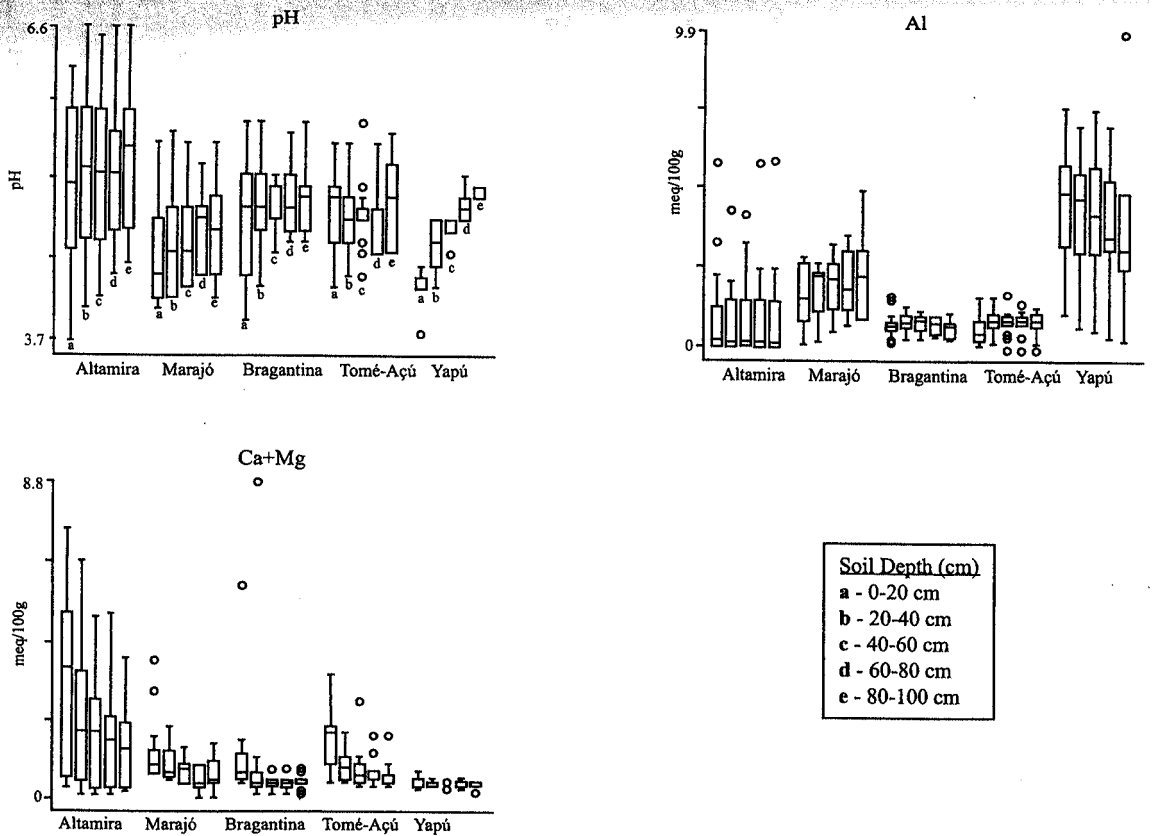 pH
6.6
pH
3.7
a b c d e
a b c d e
a b c d e
a b c d e
a b c d e
Altamira Marajó Bragantina Tomé-Açú Yapú
Al
9.9
meq/100g
0
Altamira Marajó Bragantina Tomé-Açú Yapú
Ca+Mg
8.8
meq/100g
0
Altamira Marajó Bragantina Tomé-Açú Yapú
Soil Depth (cm)
a - 0-20 cm
b - 20-40 cm
c - 40-60 cm
d - 60-80 cm
e - 80-100 cm